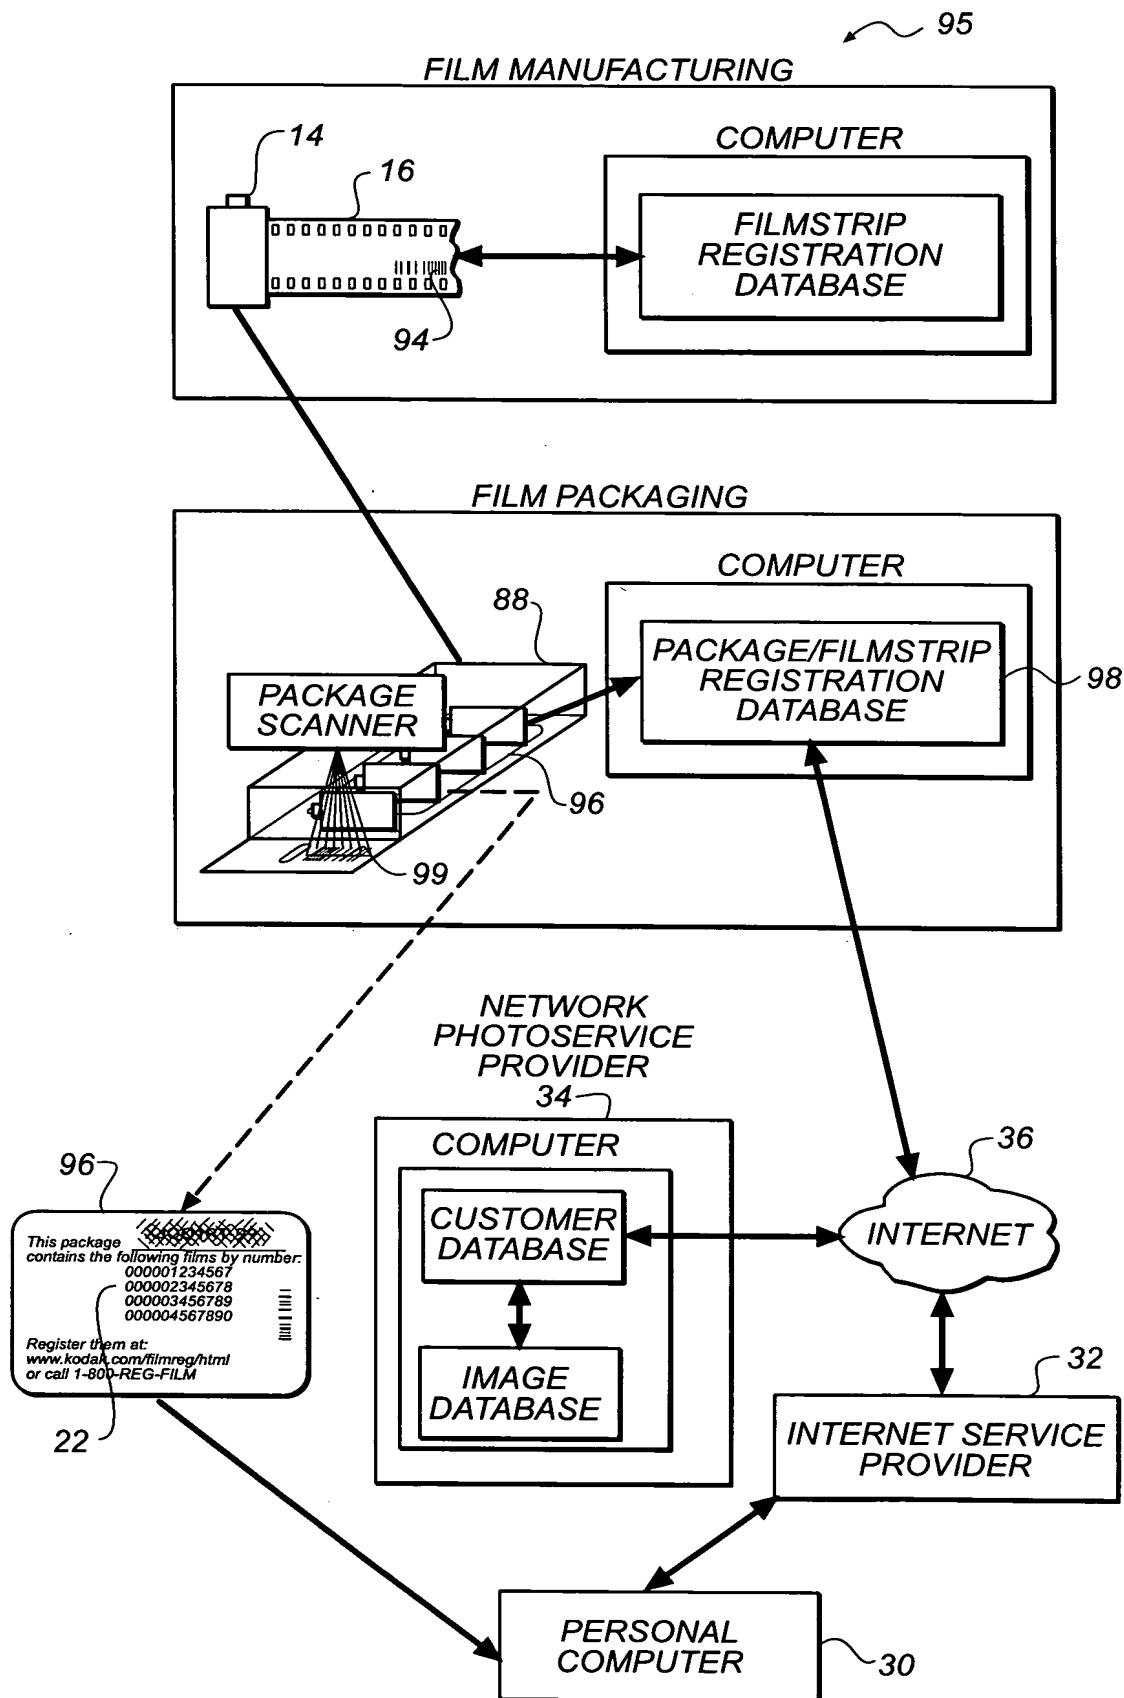 95
FILM MANUFACTURING
14
16
COMPUTER
FILMSTRIP
REGISTRATION
DATABASE
94
FILM PACKAGING
COMPUTER
88
PACKAGE
SCANNER
PACKAGE/FILMSTRIP
REGISTRATION
DATABASE
98
96
99
NETWORK
PHOTOSERVICE
PROVIDER
34
COMPUTER
CUSTOMER
DATABASE
IMAGE
DATABASE
36
INTERNET
96
This package
contains the following films by number:
000001234567
000002345678
000003456789
000004567890
Register them at:
www.kodak.com/filmreg/html
or call 1-800-REG-FILM
22
32
INTERNET SERVICE
PROVIDER
PERSONAL
COMPUTER
30